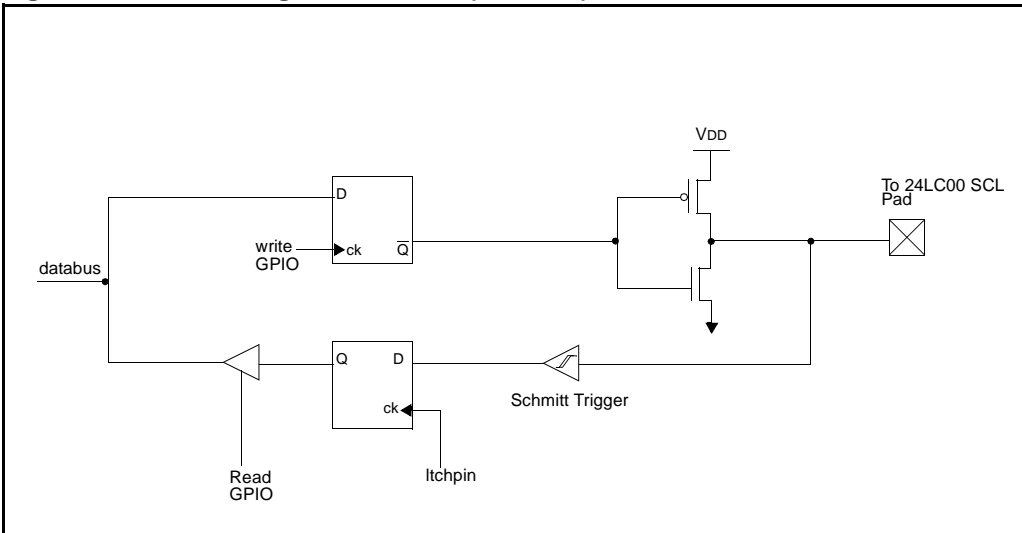 VDD
To 24LC00 SCL
Pad
D
write
GPIO
ck
Q
databus
Q
D
ck
Schmitt Trigger
Read
GPIO
ltchpin